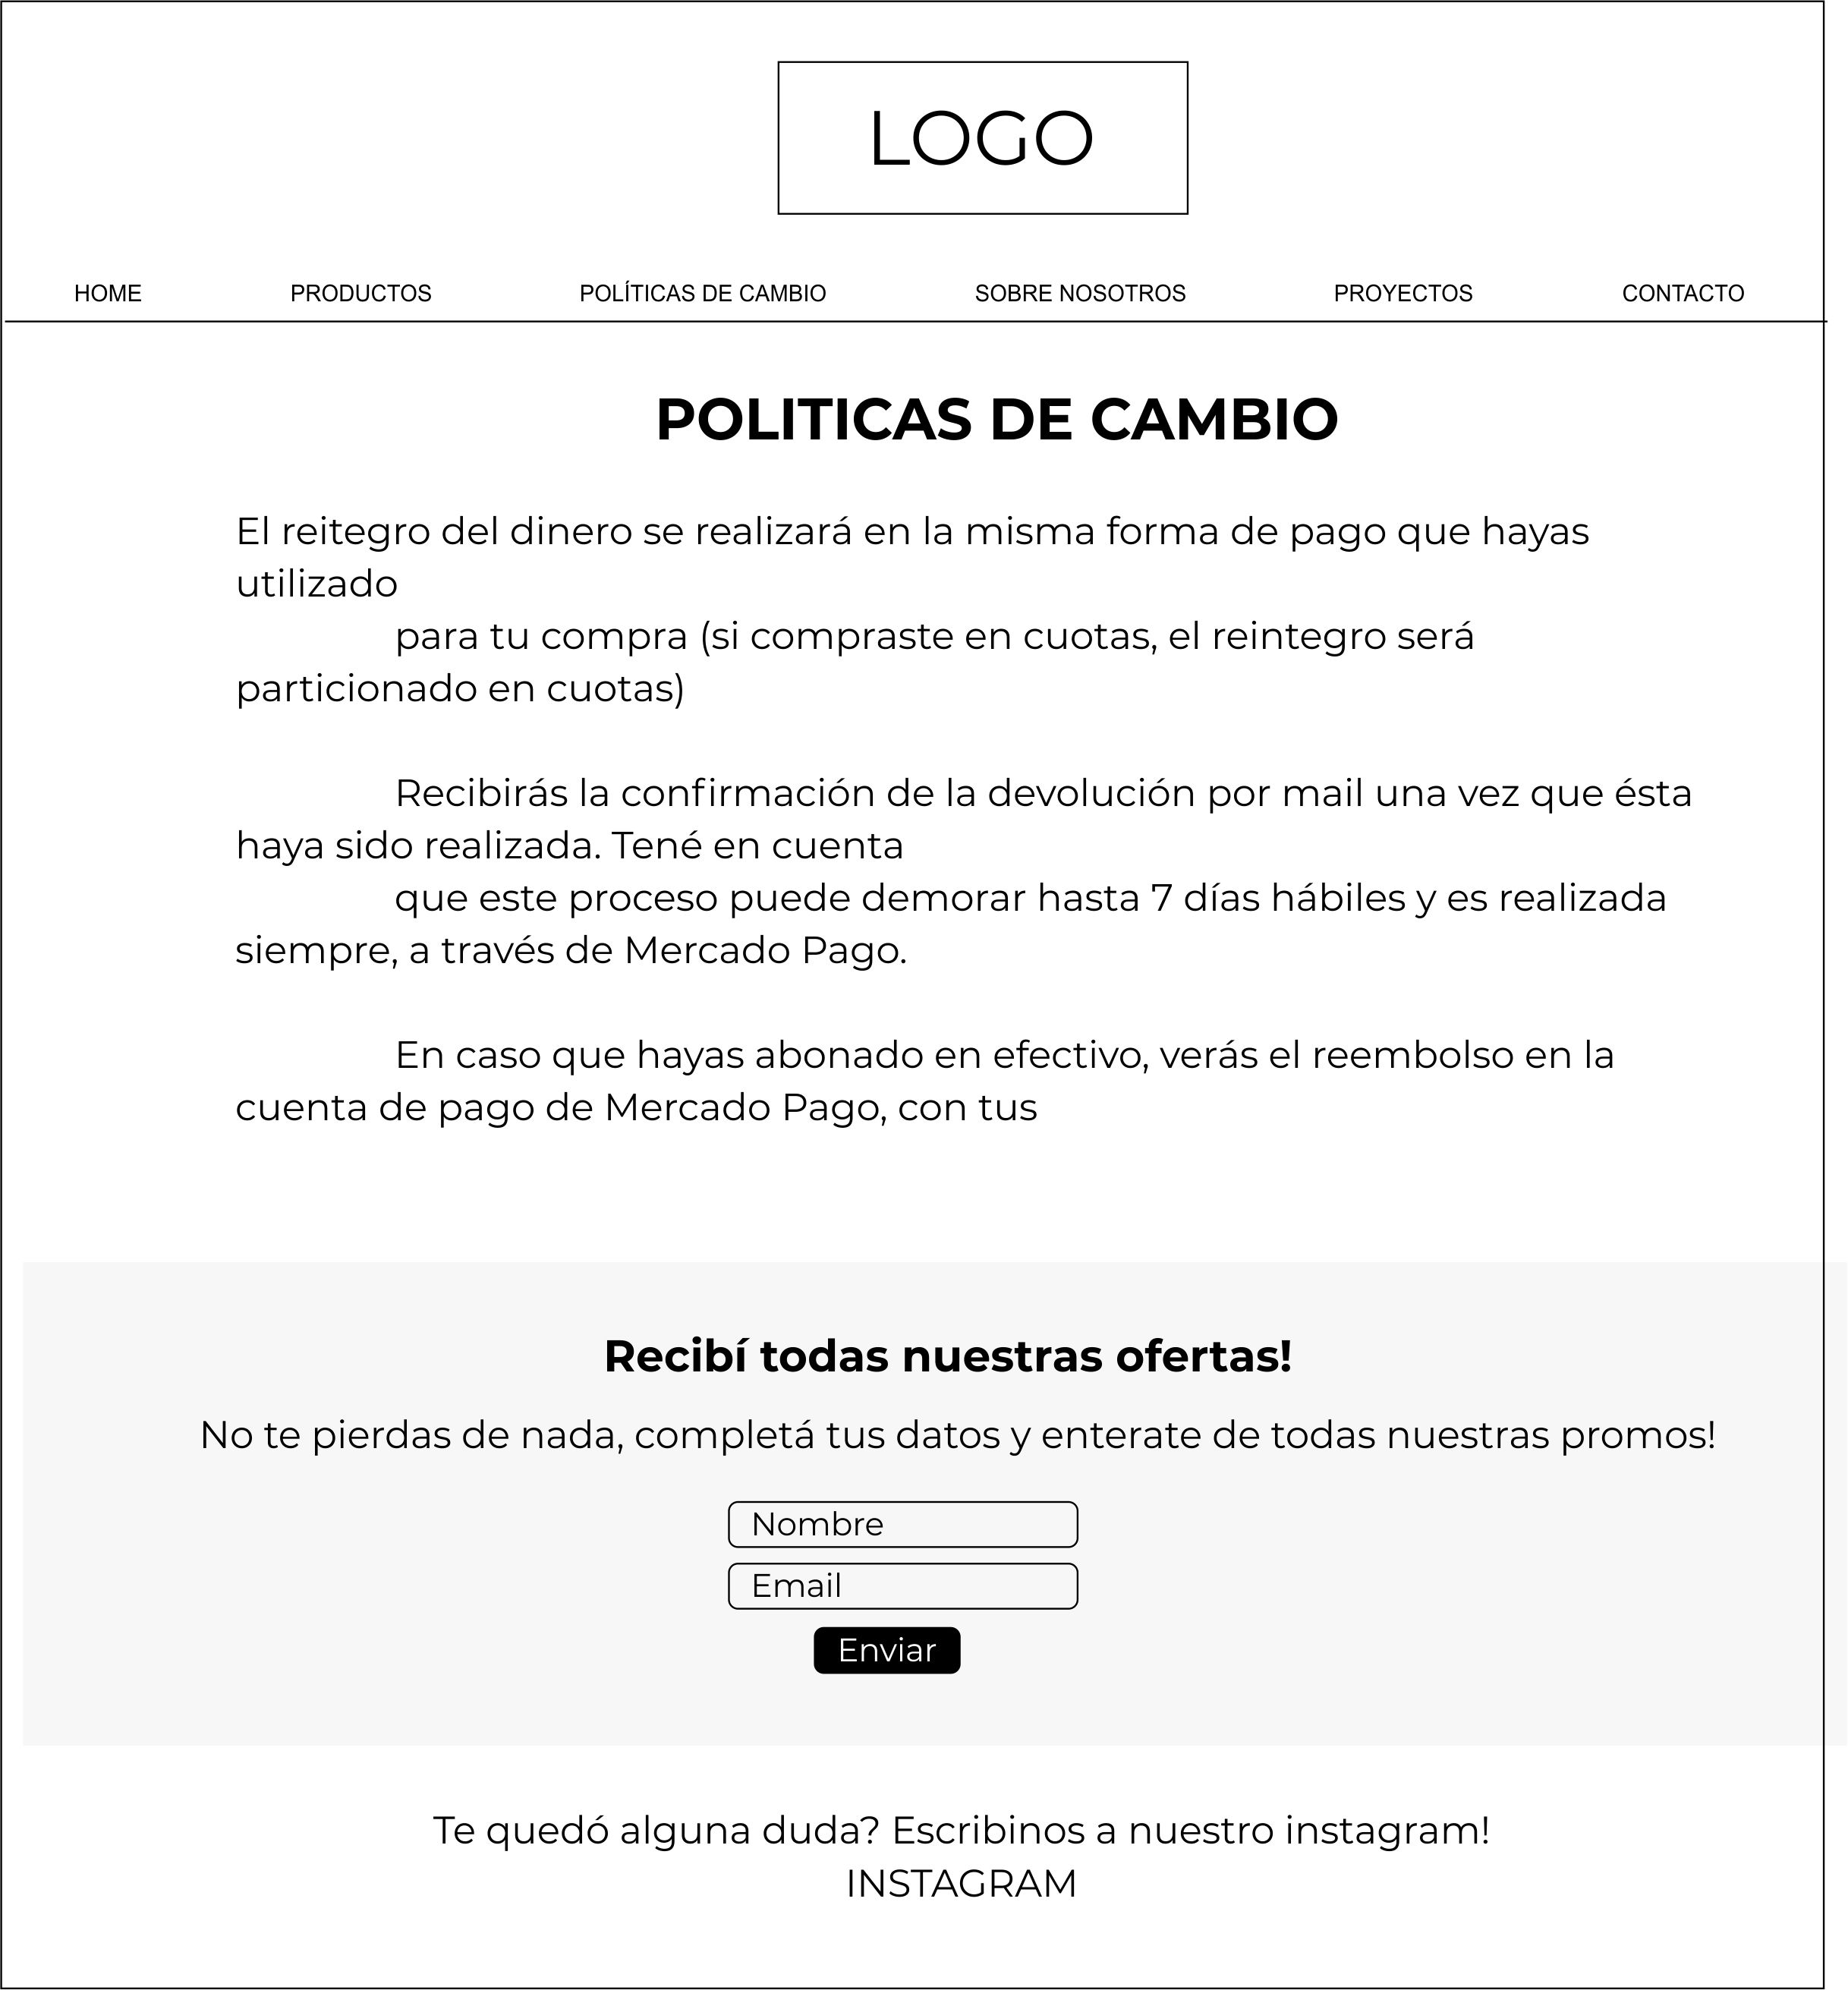 LOGO
HOME PRODUCTOS POLÍTICAS DE CAMBIO SOBRE NOSOTROS PROYECTOS CONTACTO
POLITICAS DE CAMBIO
El reitegro del dinero se realizará en la misma forma de pago que hayas
utilizado
para tu compra (si compraste en cuotas, el reintegro será
particionado en cuotas)
Recibirás la confirmación de la devolución por mail una vez que ésta
haya sido realizada. Tené en cuenta
que este proceso puede demorar hasta 7 días hábiles y es realizada
siempre, a través de Mercado Pago.
En caso que hayas abonado en efectivo, verás el reembolso en la
cuenta de pago de Mercado Pago, con tus
Recibí todas nuestras ofertas!
No te pierdas de nada, completá tus datos y enterate de todas nuestras promos!
Nombre
Email
Enviar
Te quedó alguna duda? Escribinos a nuestro instagram!
INSTAGRAM